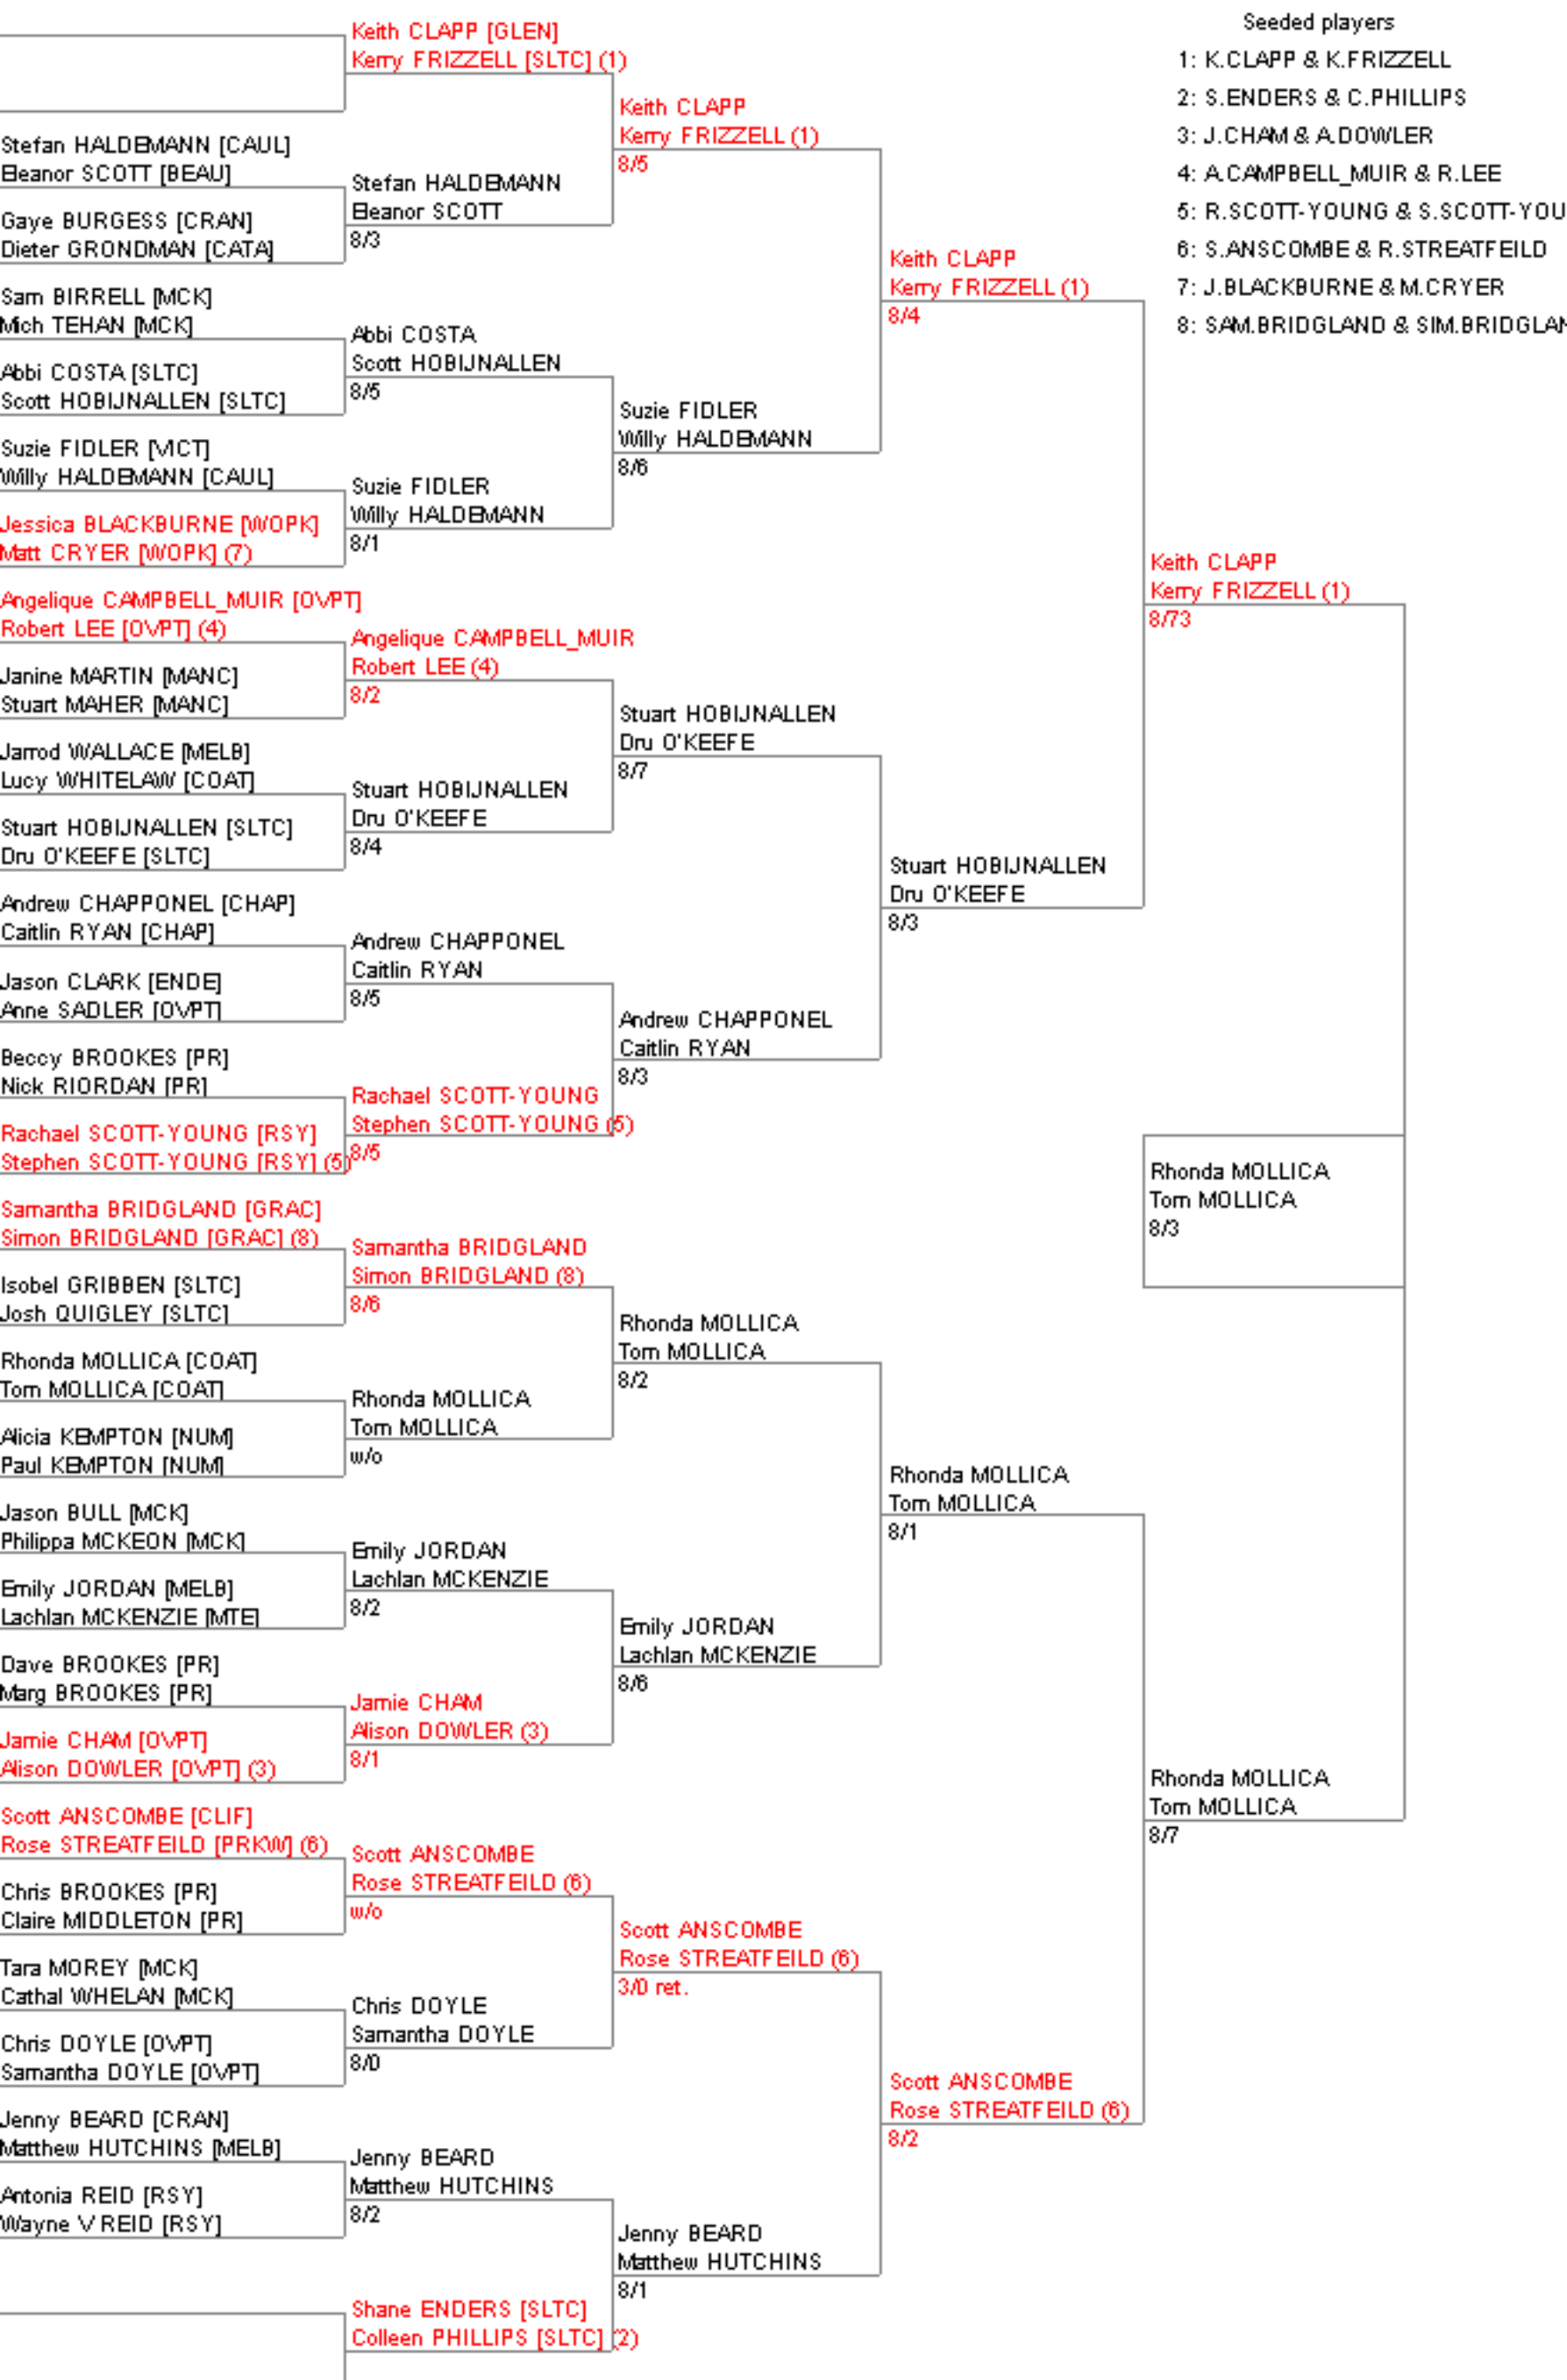 Keith CLAPP [GLEN]
Kerry FRIZZELL [SLTC] (1)
Stefan HALDEMANN [CAUL]
Eleanor SCOTT [BEAU]
Gaye BURGESS [CRAN]
Dieter GRONDMAN [CATA]
Sam BIRRELL [MCK]
Mich TEHAN [MCK]
Abbi COSTA [SLTC]
Scott HOBIJNALLEN [SLTC]
Suzie FIDLER [VICT]
Willy HALDEMANN [CAUL]
Jessica BLACKBURNE [WOPK]
Matt CRYER [WOPK] (7)
Angelique CAMPBELL_MUIR [OVPT]
Robert LEE [OVPT] (4)
Janine MARTIN [MANC]
Stuart MAHER [MANC]
Jarrod WALLACE [MELB]
Lucy WHITELAW [COAT]
Stuart HOBIJNALLEN [SLTC]
Dru O'KEEFE [SLTC]
Andrew CHAPPONEL [CHAP]
Caitlin RYAN [CHAP]
Jason CLARK [ENDE]
Anne SADLER [OVPT]
Beccy BROOKES [PR]
Nick RIORDAN [PR]
Rachael SCOTT-YOUNG [RSY]
Stephen SCOTT-YOUNG [RSY] (5)
Samantha BRIDGLAND [GRAC]
Simon BRIDGLAND [GRAC] (8)
Isobel GRIBBEN [SLTC]
Josh QUIGLEY [SLTC]
Rhonda MOLLICA [COAT]
Tom MOLLICA [COAT]
Alicia KEMPTON [NUM]
Paul KEMPTON [NUM]
Jason BULL [MCK]
Philippa MCKEON [MCK]
Emily JORDAN [MELB]
Lachlan MCKENZIE [MTE]
Dave BROOKES [PR]
Marg BROOKES [PR]
Jamie CHAM [OVPT]
Alison DOWLER [OVPT] (3)
Scott ANSCOMBE [CLIF]
Rose STREATFEILD [PRKW] (6)
Chris BROOKES [PR]
Claire MIDDLETON [PR]
Tara MOREY [MCK]
Cathal WHELAN [MCK]
Chris DOYLE [OVPT]
Samantha DOYLE [OVPT]
Jenny BEARD [CRAN]
Matthew HUTCHINS [MELB]
Antonia REID [RSY]
Wayne V REID [RSY]
Shane ENDERS [SLTC]
Colleen PHILLIPS [SLTC] (2)
Stefan HALDEMANN
Eleanor SCOTT
8/3
Abbi COSTA
Scott HOBIJNALLEN
8/5
Suzie FIDLER
Willy HALDEMANN
8/1
Angelique CAMPBELL_MUIR
Robert LEE (4)
8/2
Stuart HOBIJNALLEN
Dru O'KEEFE
8/4
Andrew CHAPPONEL
Caitlin RYAN
8/5
Rachael SCOTT-YOUNG
Stephen SCOTT-YOUNG (5)
8/5
Samantha BRIDGLAND
Simon BRIDGLAND (8)
8/6
Rhonda MOLLICA
Tom MOLLICA
w/o
Emily JORDAN
Lachlan MCKENZIE
8/2
Jamie CHAM
Alison DOWLER (3)
8/1
Scott ANSCOMBE
Rose STREATFEILD (6)
w/o
Chris DOYLE
Samantha DOYLE
8/0
Jenny BEARD
Matthew HUTCHINS
8/2
Keith CLAPP
Kerry FRIZZELL (1)
8/5
Suzie FIDLER
Willy HALDEMANN
8/6
Stuart HOBIJNALLEN
Dru O'KEEFE
8/7
Andrew CHAPPONEL
Caitlin RYAN
8/3
Rhonda MOLLICA
Tom MOLLICA
8/2
Emily JORDAN
Lachlan MCKENZIE
8/6
Scott ANSCOMBE
Rose STREATFEILD (6)
3/0 ret.
Jenny BEARD
Matthew HUTCHINS
8/1
Keith CLAPP
Kerry FRIZZELL (1)
8/4
Stuart HOBIJNALLEN
Dru O'KEEFE
8/3
Rhonda MOLLICA
Tom MOLLICA
8/1
Scott ANSCOMBE
Rose STREATFEILD (6)
8/2
Keith CLAPP
Kerry FRIZZELL (1)
8/73
Rhonda MOLLICA
Tom MOLLICA
8/3
Rhonda MOLLICA
Tom MOLLICA
8/7
Seeded players
1: K.CLAPP & K.FRIZZELL
2: S.ENDERS & C.PHILLIPS
3: J.CHAM & A.DOWLER
4: A.CAMPBELL_MUIR & R.LEE
5: R.SCOTT-YOUNG & S.SCOTT-YOU
6: S.ANSCOMBE & R.STREATFEILD
7: J.BLACKBURNE & M.CRYER
8: SAM.BRIDGLAND & SIM.BRIDGLAN